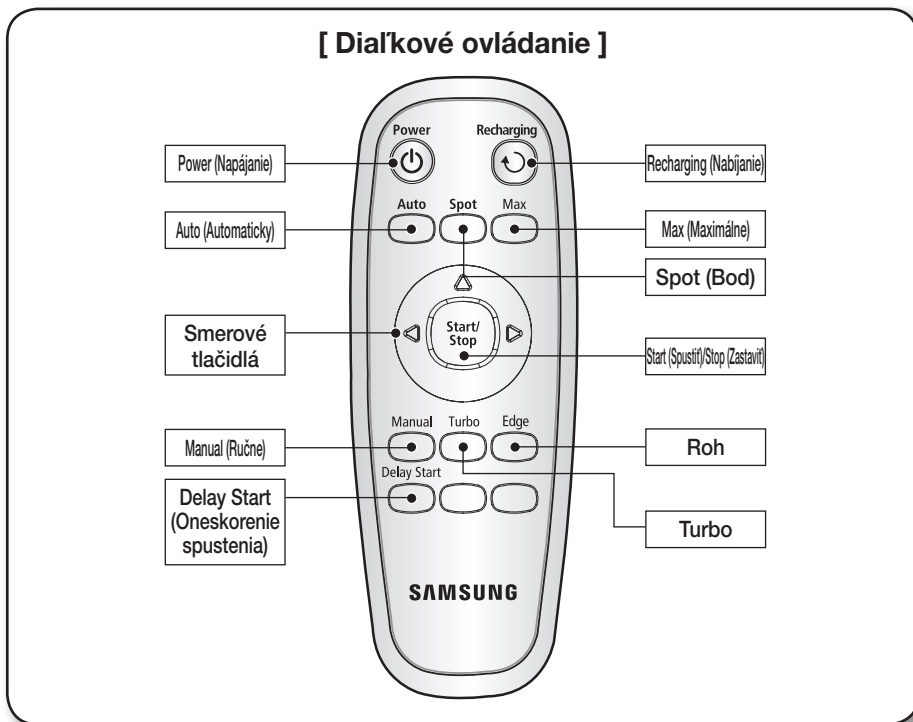 [ Diaľkové ovládanie ]
Power
Recharging
Power (Napájanie)
Recharging (Nabíjanie)
Auto
Spot
Max
Auto (Automaticky)
Max (Maximálne)
Spot (Bod)
Start/
Stop
Smerové
tlačidlá
Start (Spustiť)/Stop (Zastaviť)
Manual
Turbo
Edge
Manual (Ručne)
Roh
Delay Start
Delay Start
(Oneskorenie
spustenia)
Turbo
SAMSUNG